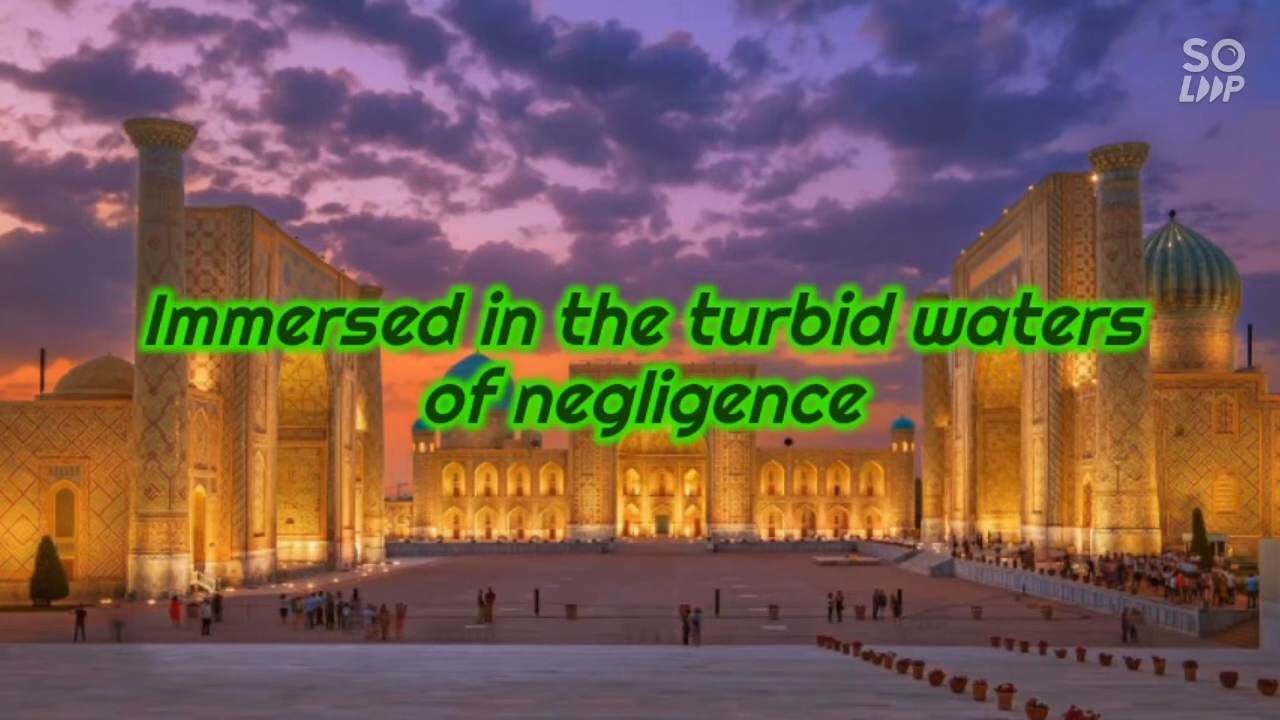 SO
LOOP
Immersed in the turbid waters
of negligence